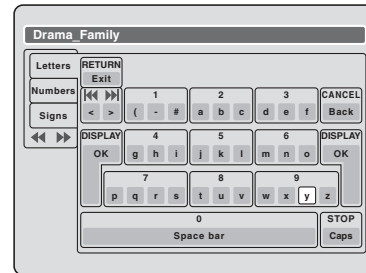 Drama_Family
Letters
Numbers
Signs
RETURN
Exit
1 2 3 CANCEL
< > ( - # a b c d e f Back
DISPLAY 4 5 6 DISPLAY
OK g h i j k l m n o OK
7 8 9
p q r s t u v w x y z
0 STOP
Space bar Caps